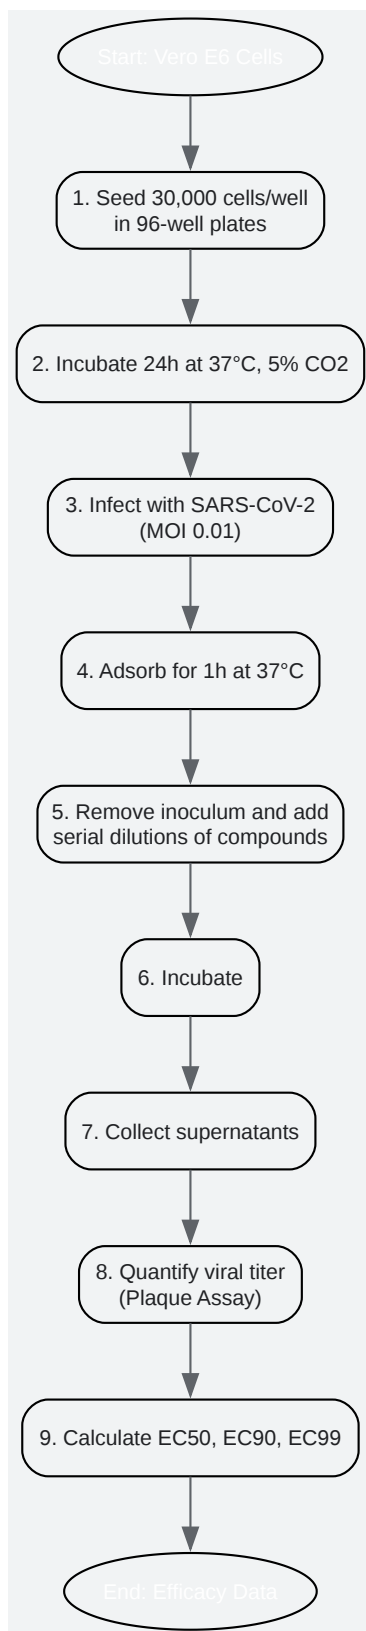 Start: Vero E6 Cells
1. Seed 30,000 cells/well
in 96-well plates
2. Incubate 24h at 37°C, 5% CO2
3. Infect with SARS-CoV-2
(MOI 0.01)
4. Adsorb for 1h at 37°C
5. Remove inoculum and add
serial dilutions of compounds
6. Incubate
7. Collect supernatants
8. Quantify viral titer
(Plaque Assay)
9. Calculate EC50, EC90, EC99
End: Efficacy Data